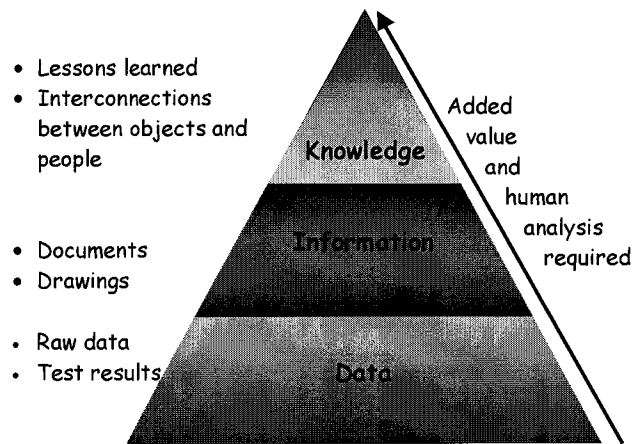 • Lessons learned
• Interconnections
between objects and
people
Knowledge
Added
value
and
human
analysis
required
Information
• Documents
• Drawings
• Raw data
• Test results
Data